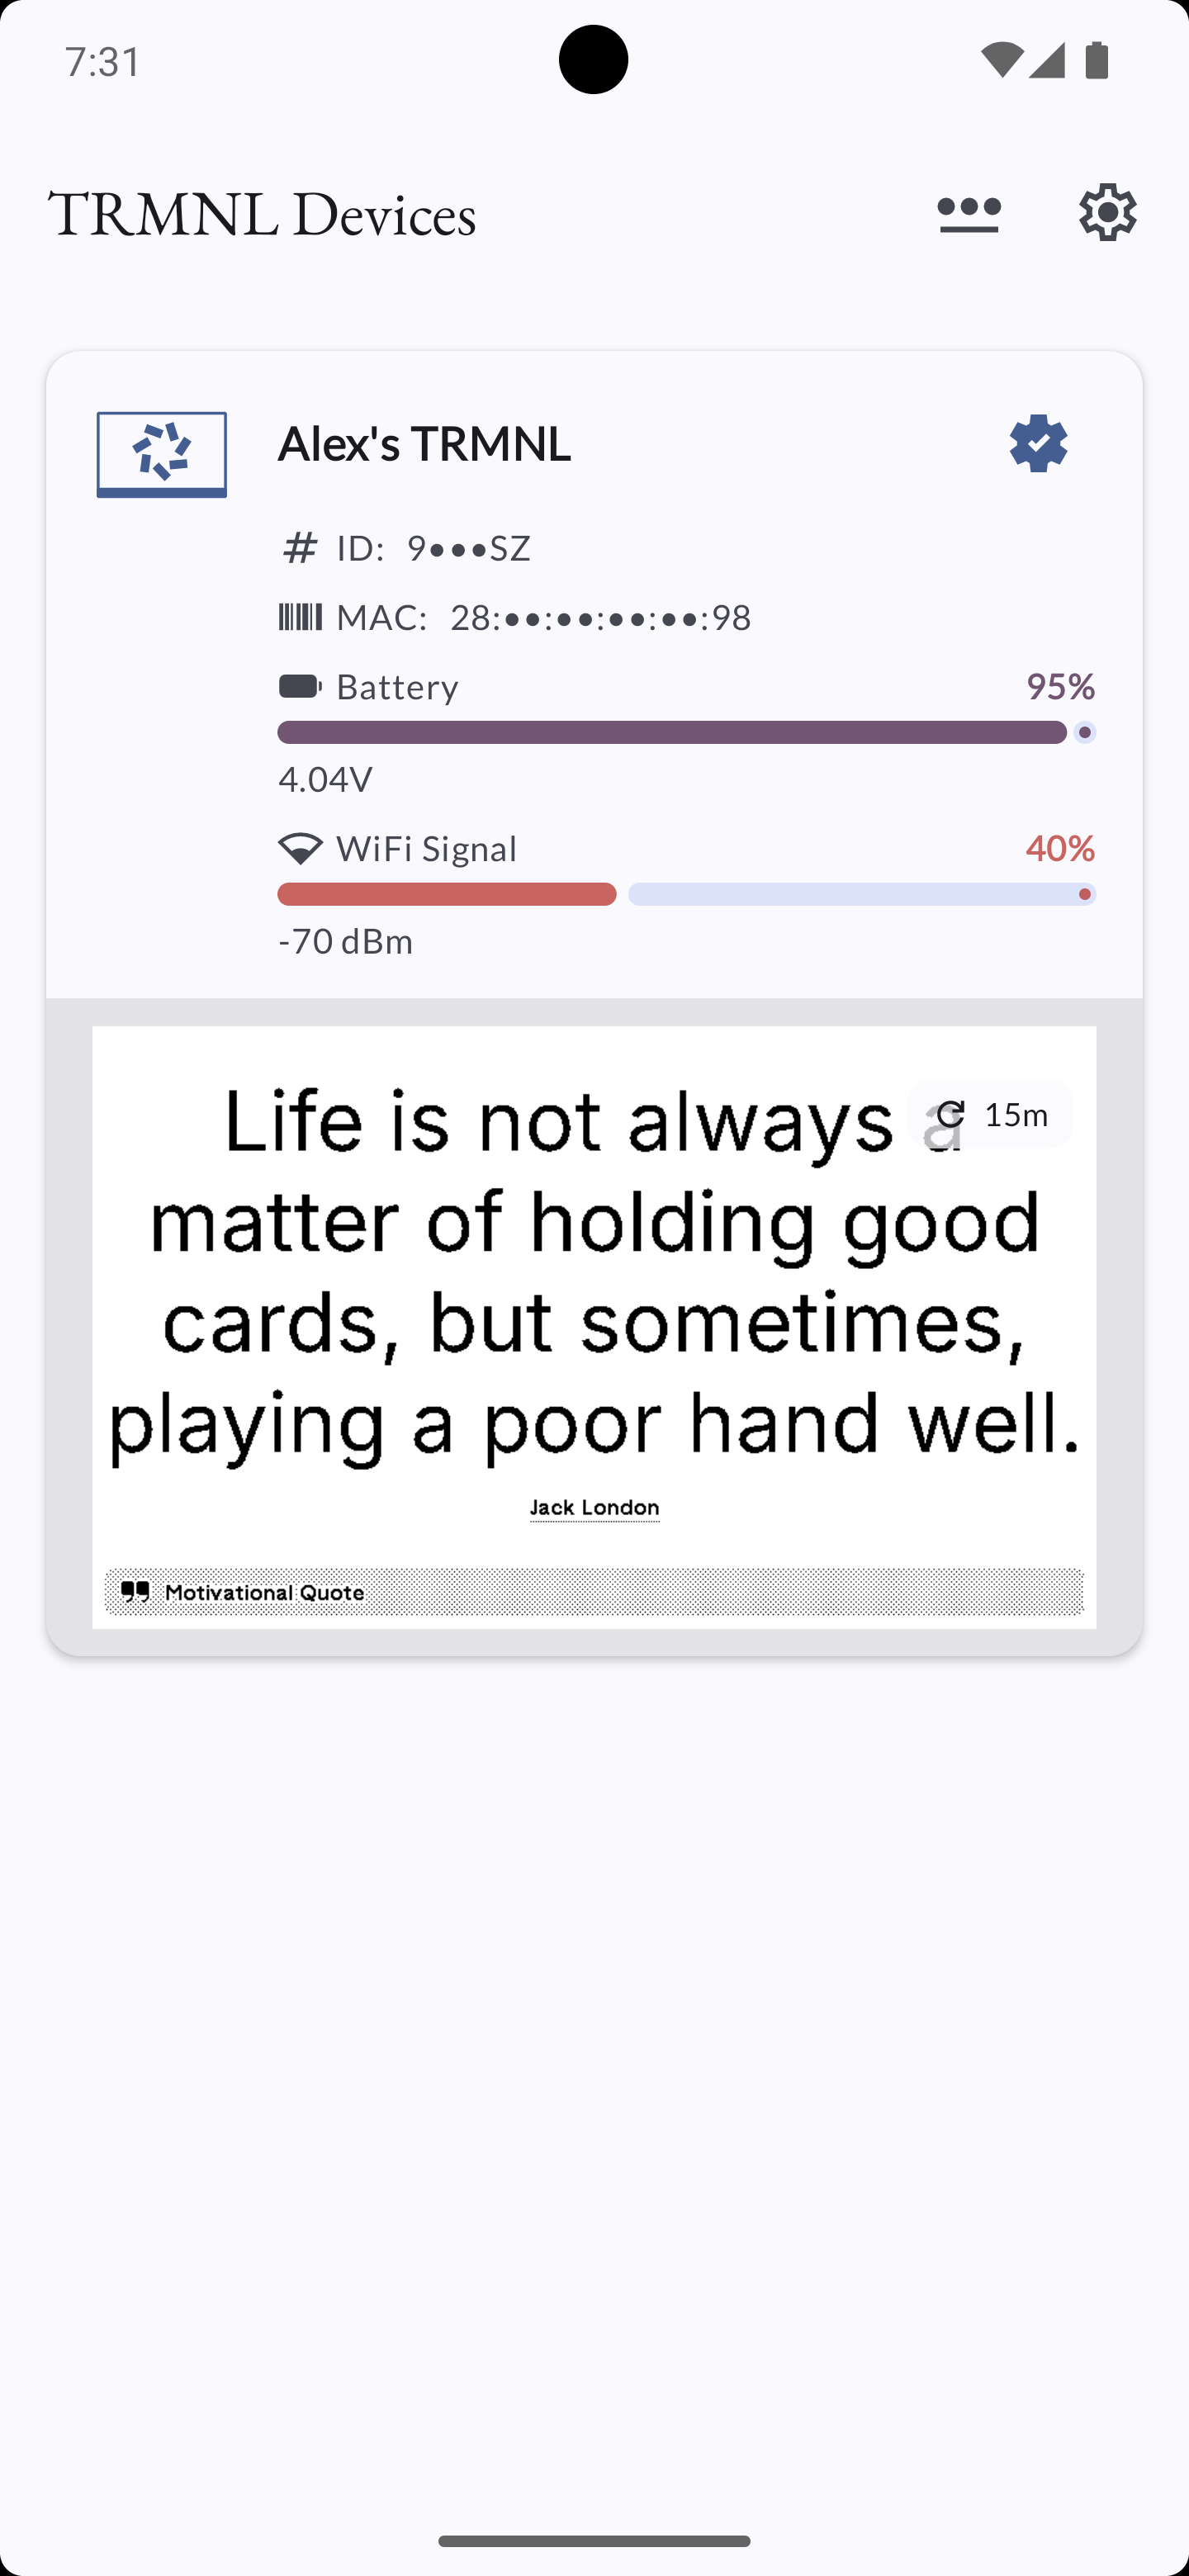 7:31
TRMNL Devices
Alex's TRMNL
# ID: 9•••SZ
MAC: 28:••:••:••:••:98
Battery 95%
4.04V
WiFi Signal 40%
-70 dBm
15m
Life is not always a
matter of holding good
cards, but sometimes,
playing a poor hand well.
Jack London
Motivational Quote